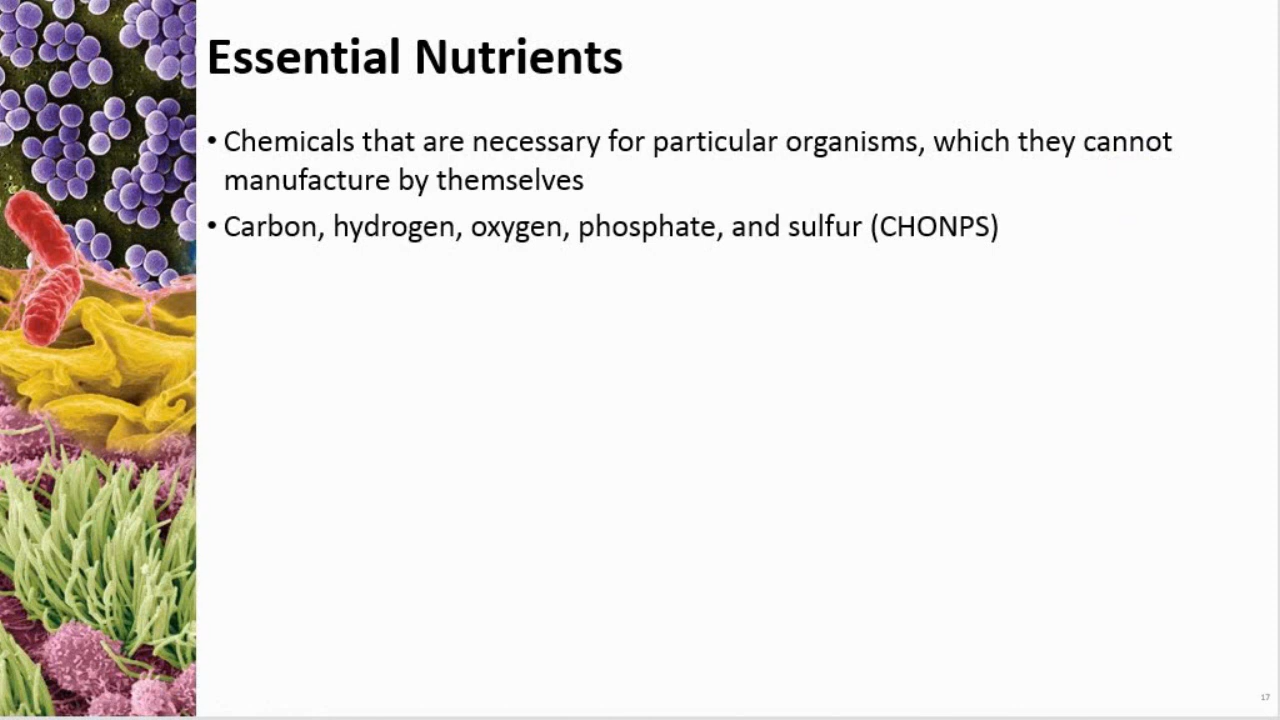 Essential Nutrients
• Chemicals that are necessary for particular organisms, which they cannot
manufacture by themselves
• Carbon, hydrogen, oxygen, phosphate, and sulfur (CHONPS)
17